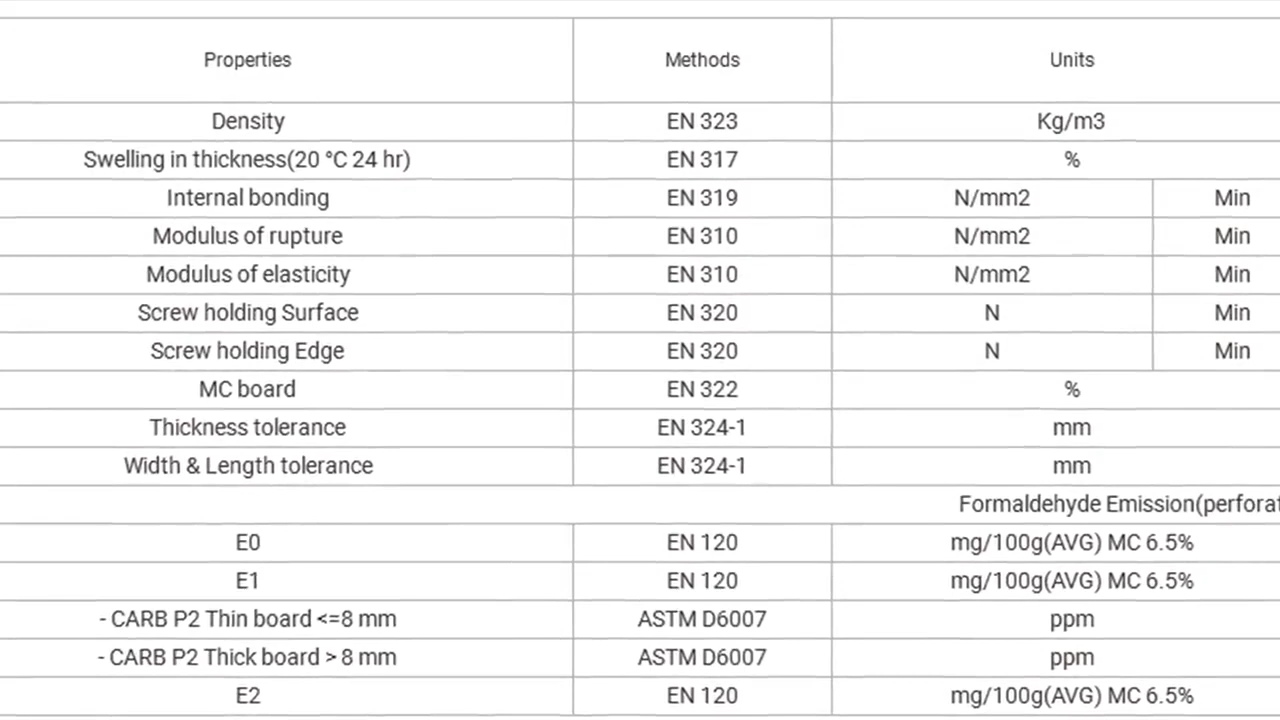 Properties Methods Units
Density EN 323 Kg/m3
Swelling in thickness(20 °C 24 hr) EN 317 %
Internal bonding EN 319 N/mm2 Min
Modulus of rupture EN 310 N/mm2 Min
Modulus of elasticity EN 310 N/mm2 Min
Screw holding Surface EN 320 N Min
Screw holding Edge EN 320 N Min
MC board EN 322 %
Thickness tolerance EN 324-1 mm
Width & Length tolerance EN 324-1 mm
Formaldehyde Emission(perforat
E0 EN 120 mg/100g(AVG) MC 6.5%
E1 EN 120 mg/100g(AVG) MC 6.5%
- CARB P2 Thin board <=8 mm ASTM D6007 ppm
- CARB P2 Thick board > 8 mm ASTM D6007 ppm
E2 EN 120 mg/100g(AVG) MC 6.5%